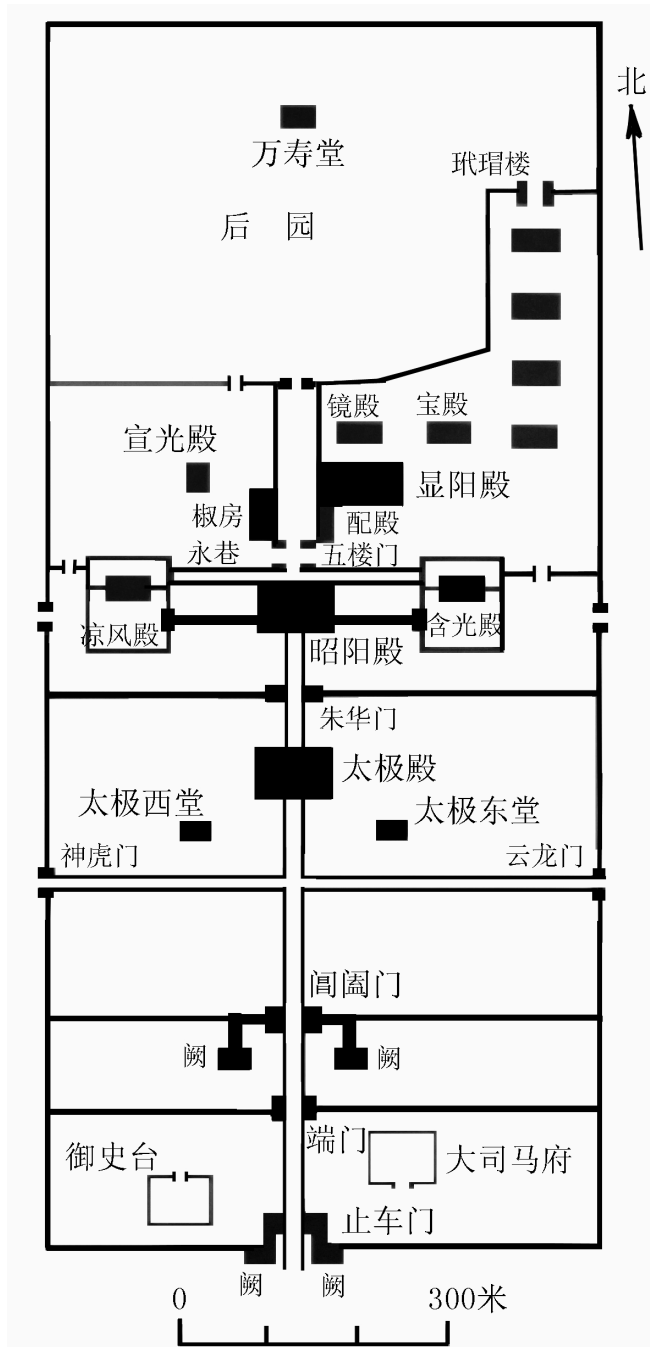 北
万寿堂
玳瑁楼
后园
镜殿
宝殿
宣光殿
显阳殿
椒房
配殿
永巷
五楼门
凉风殿
含光殿
昭阳殿
朱华门
太极殿
太极西堂
太极东堂
神虎门
云龙门
阊阖门
阙
阙
端门
御史台
大司马府
止车门
阙
阙
0
300米